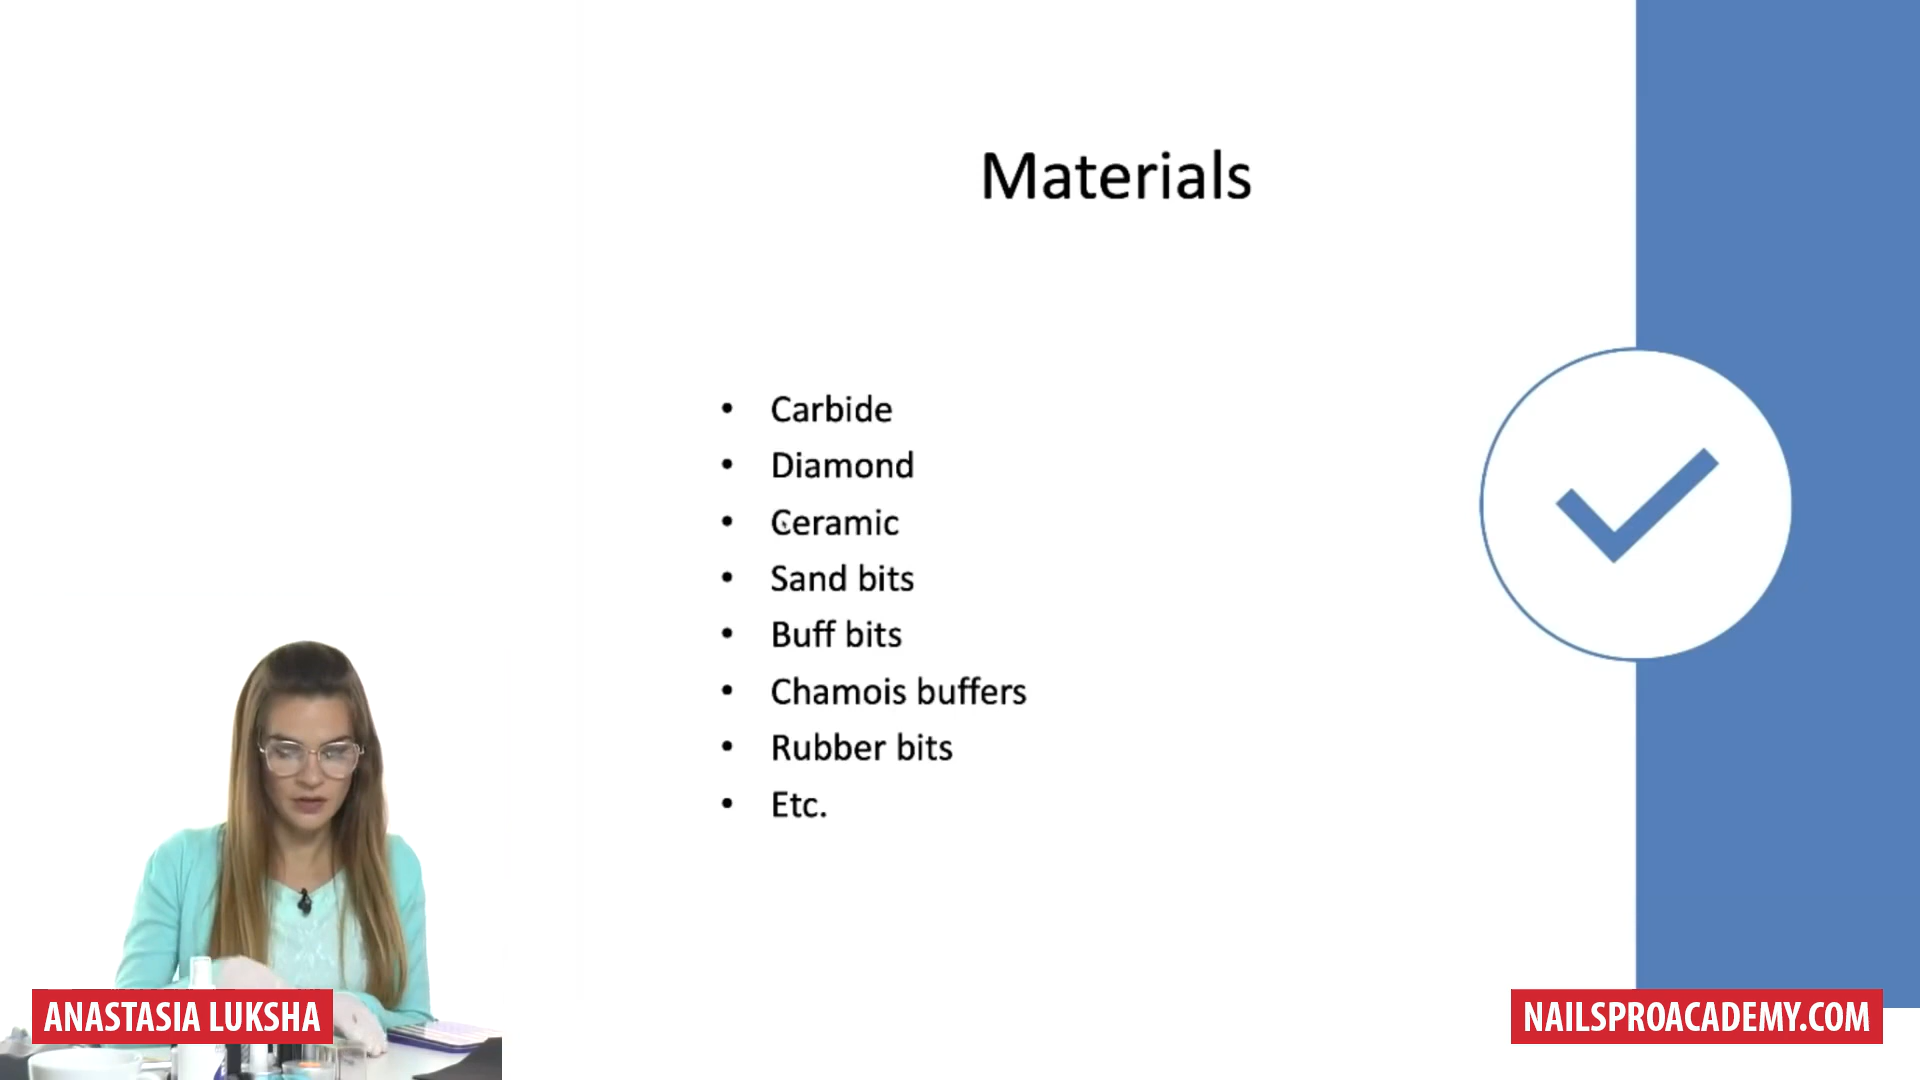 Materials
• Carbide
• Diamond
• Ceramic
• Sand bits
• Buff bits
• Chamois buffers
• Rubber bits
• Etc.
ANASTASIA LUKSHA
NAILSPROACADEMY.COM